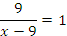 9/(x − 9) = 1